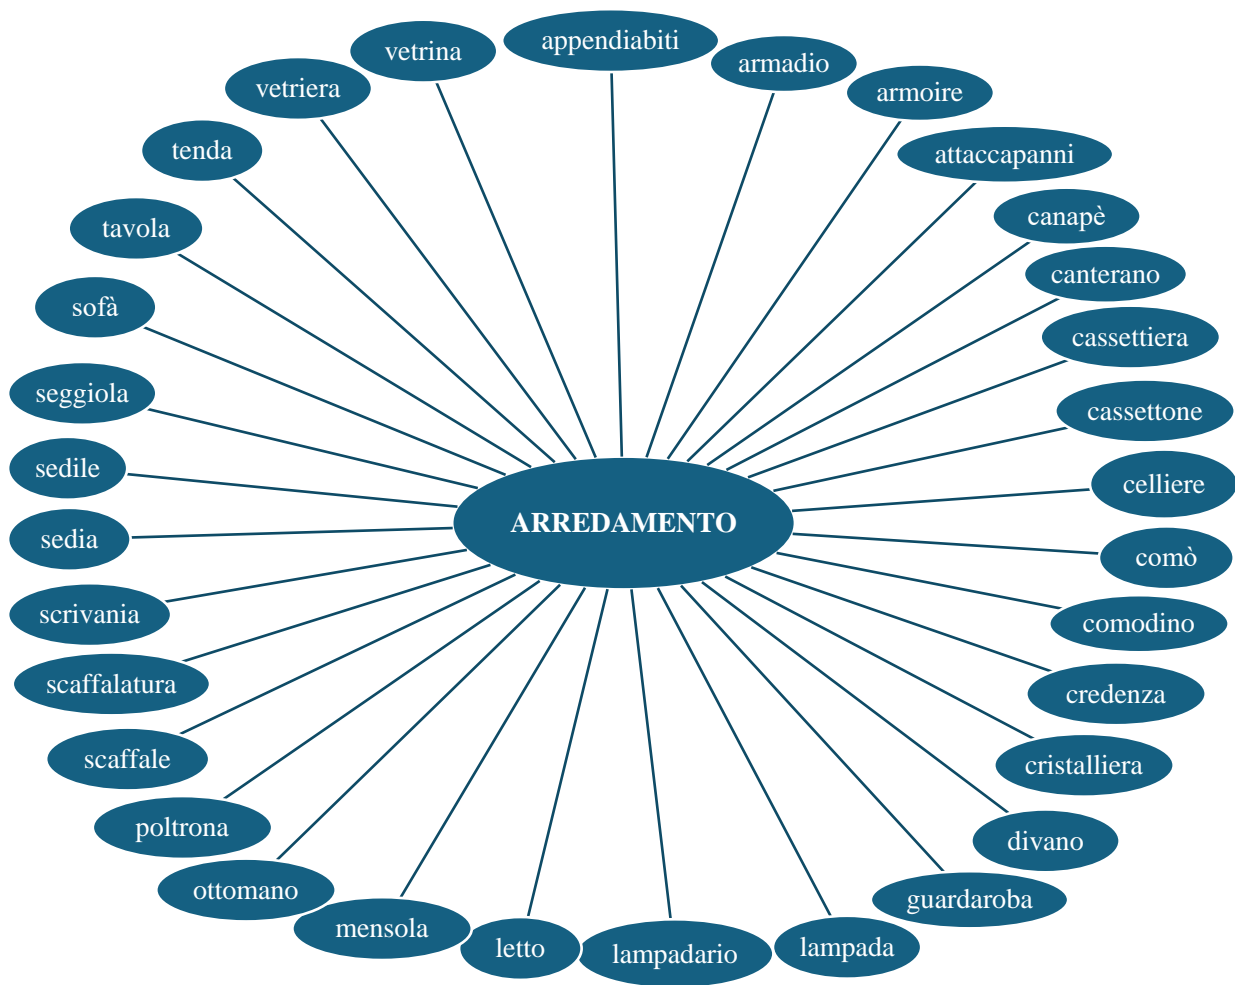 appendiabiti
armadio
armoire
attaccapanni
canapè
canterano
cassettiera
cassettone
celliere
comò
comodino
credenza
cristalliera
divano
guardaroba
lampada
lampadario
letto
mensola
ottomano
poltrona
scaffale
scaffalatura
scrivania
sedia
sedile
seggiola
sofà
tavola
tenda
vetriera
vetrina
ARREDAMENTO